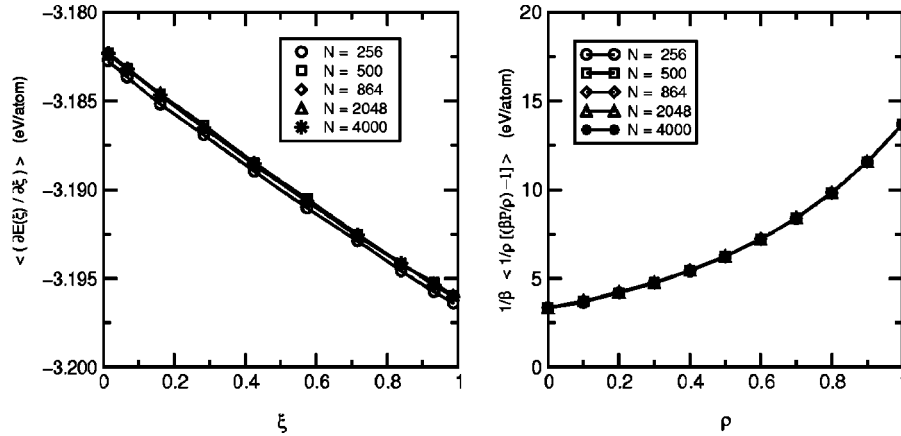 < ( ∂E(ξ) / ∂ξ) > (eV/atom)
−3.180
−3.185
−3.190
−3.195
−3.200
0 0.2 0.4 0.6 0.8 1
ξ
N = 256
N = 500
N = 864
N = 2048
N = 4000
1/β < 1/ρ [(βP/ρ) −1] > (eV/atom)
20
15
10
5
0
0 0.2 0.4 0.6 0.8 1
ρ
N = 256
N = 500
N = 864
N = 2048
N = 4000